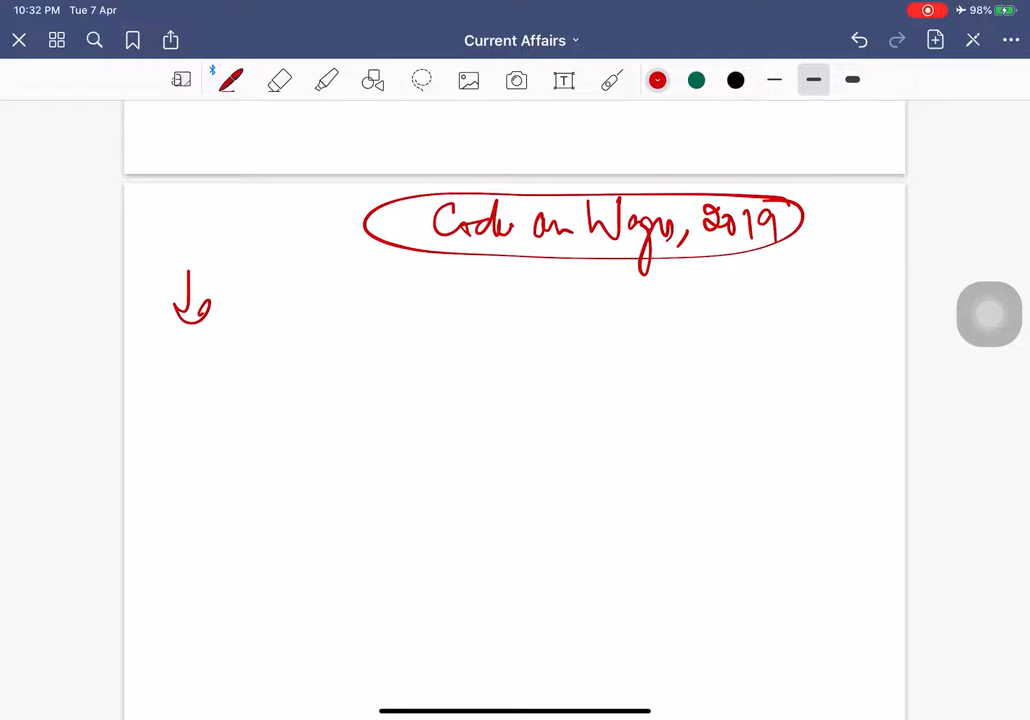 10:32 PM Tue 7 Apr
98%
Current Affairs
T
Code on Wages, 2019